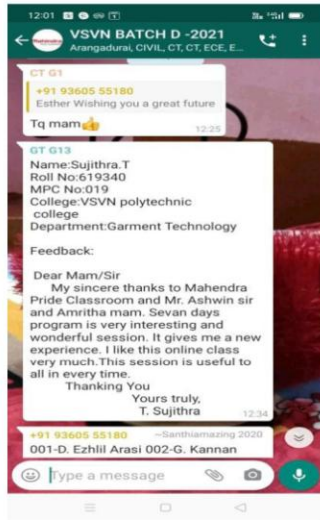 12:01
VSVN BATCH D -2021
Arangadurai, CIVIL, CT, CT, ECE, E...
CT G1
+91 93605 55180
Esther Wishing you a great future
Tq mam👍
12:25
GT G13
Name:Sujithra.T
Roll No:619340
MPC No:019
College:VSVN polytechnic
college
Department:Garment Technology
Feedback:
Dear Mam/Sir
My sincere thanks to Mahendra
Pride Classroom and Mr. Ashwin sir
and Amritha mam. Sevan days
program is very interesting and
wonderful session. It gives me a new
experience. I like this online class
very much.This session is useful to
all in every time.
Thanking You
Yours truly,
T. Sujithra
12:34
+91 93605 55180 ~Santhiamazing 2020
001-D. Ezhlil Arasi 002-G. Kannan
Type a message